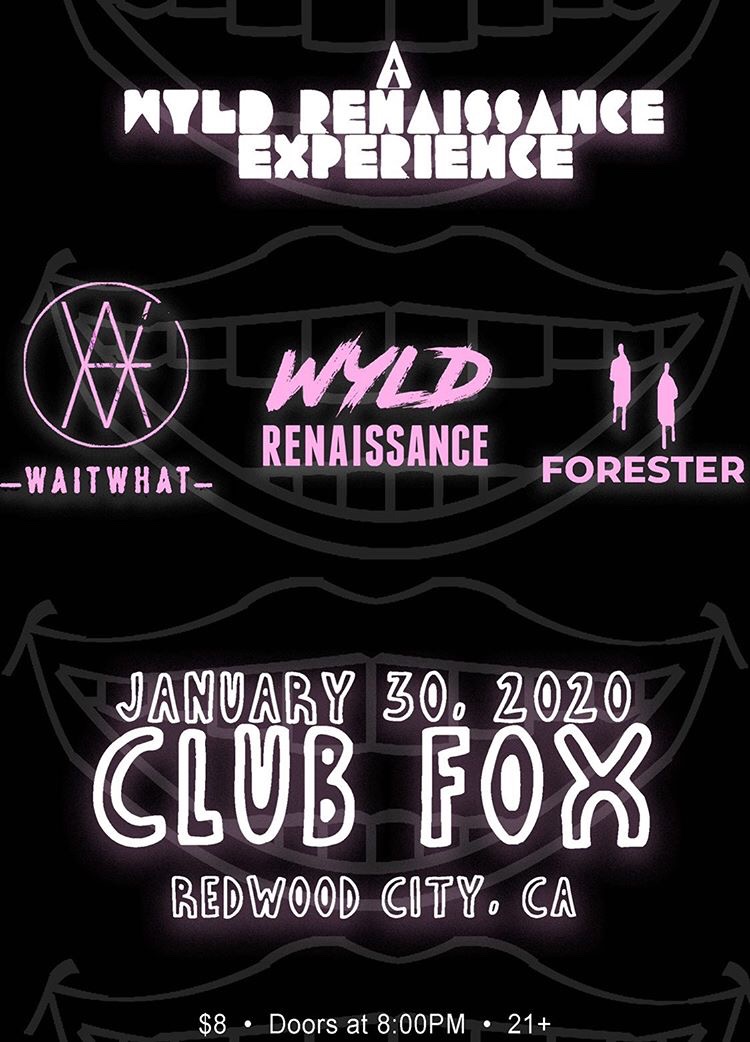 A
WYLD RENAISSANCE
EXPERIENCE
-WAITWHAT-
WYLD
RENAISSANCE
FORESTER
JANUARY 30, 2020
CLUB FOX
REDWOOD CITY, CA
$8 • Doors at 8:00PM • 21+